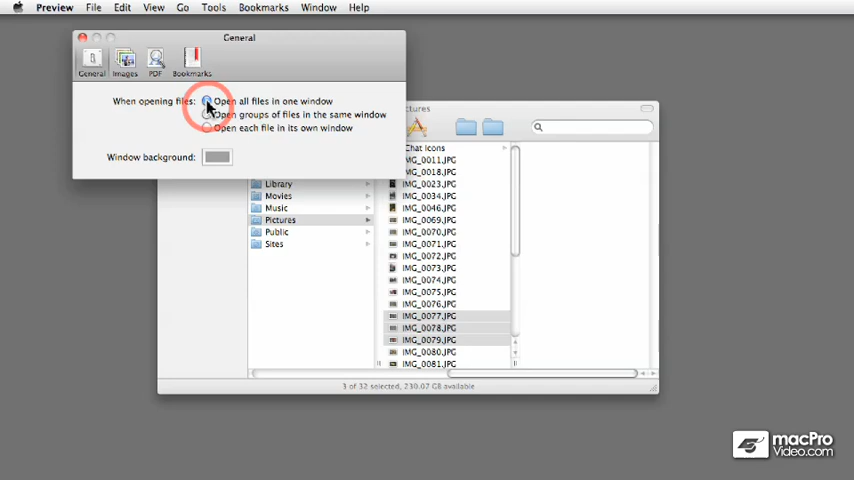 Preview File Edit View Go Tools Bookmarks Window Help
General
General Images PDF Bookmarks
When opening files: Open all files in one window
Open groups of files in the same window
Open each file in its own window
Window background:
Chat Icons
IMG_0011.JPG
IMG_0018.JPG
Library IMG_0023.JPG
Movies IMG_0034.JPG
Music IMG_0046.JPG
Pictures IMG_0069.JPG
Public IMG_0070.JPG
Sites IMG_0071.JPG
IMG_0072.JPG
IMG_0073.JPG
IMG_0074.JPG
IMG_0075.JPG
IMG_0076.JPG
IMG_0077.JPG
IMG_0078.JPG
IMG_0079.JPG
IMG_0080.JPG
IMG_0081.JPG
3 of 32 selected, 230.07 GB available
macPro
Video.com